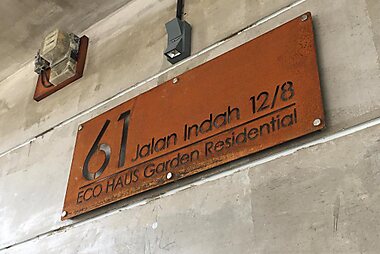 61 Jalan Indah 12/8
ECO HAUS Garden Residential